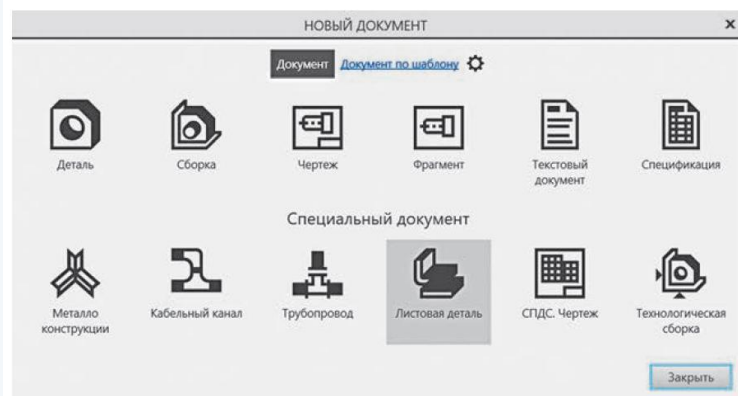 НОВЫЙ ДОКУМЕНТ
Документ Документ по шаблону
Деталь Сборка Чертеж Фрагмент Текстовый документ Спецификация
Специальный документ
Металло конструкции Кабельный канал Трубопровод Листовая деталь СПДС. Чертеж Технологическая сборка
Закрыть